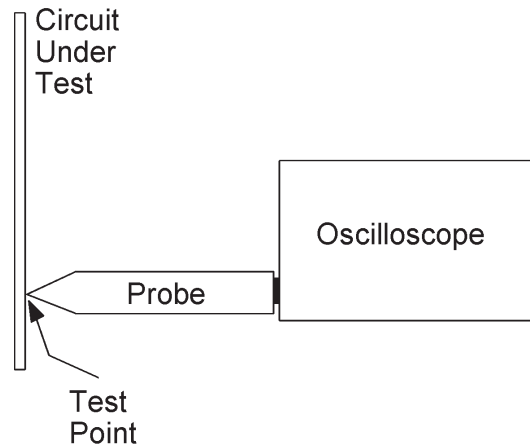 Circuit
Under
Test
Oscilloscope
Probe
Test
Point